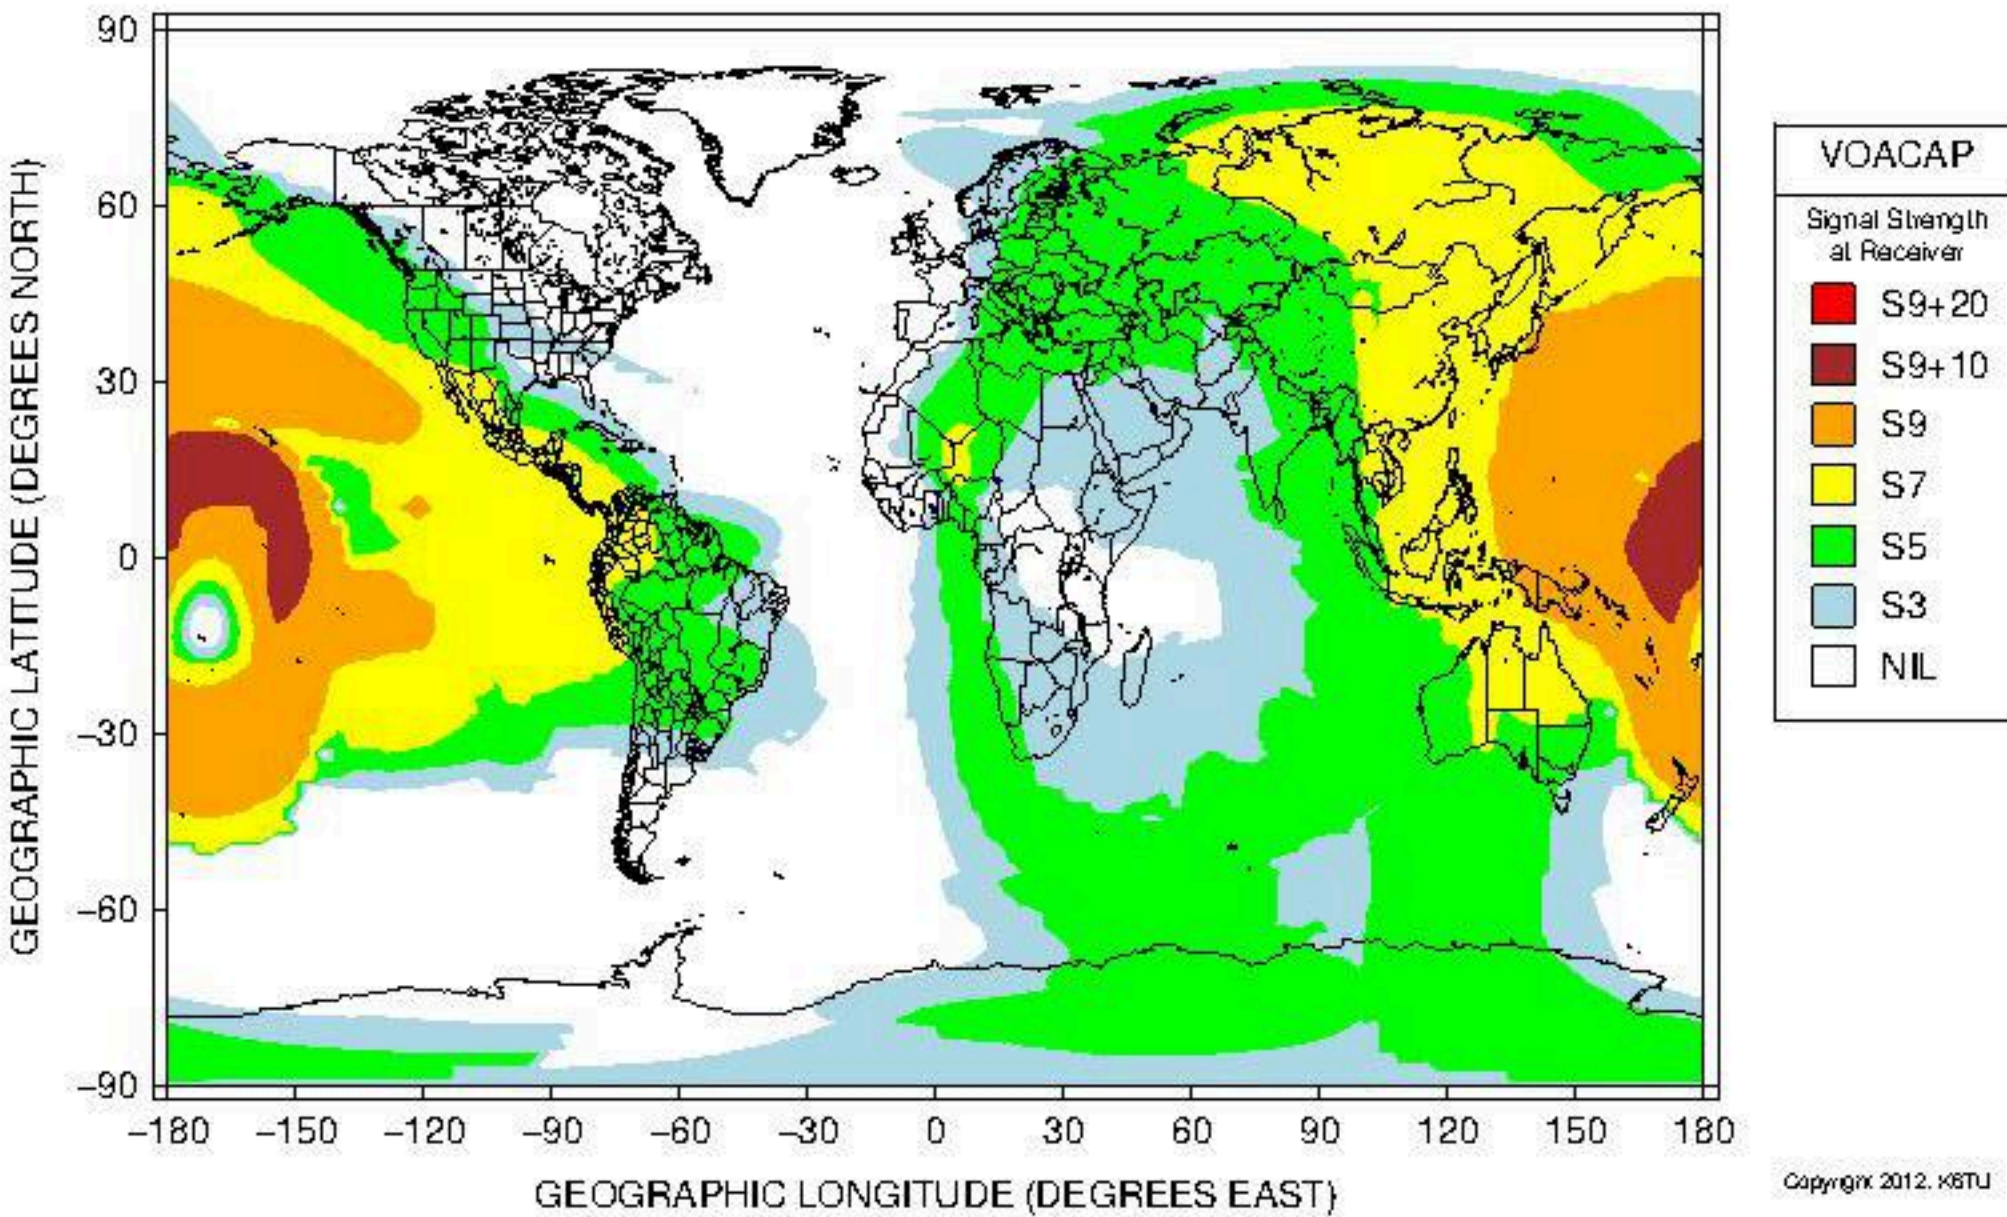 90
60
30
0
−30
−60
−90
GEOGRAPHIC LATITUDE (DEGREES NORTH)
−180 −150 −120 −90 −60 −30 0 30 60 90 120 150 180
GEOGRAPHIC LONGITUDE (DEGREES EAST)
VOACAP
Signal Strength
at Receiver
S9+20
S9+10
S9
S7
S5
S3
NIL
Copyright 2012. K6TU